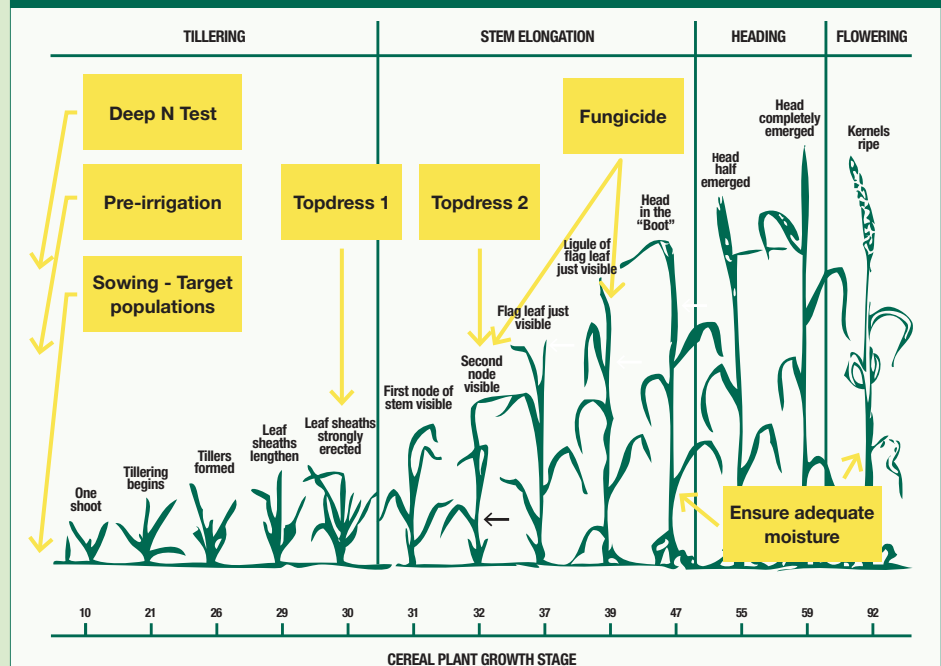 TILLERING
STEM ELONGATION
HEADING
FLOWERING
Deep N Test
Pre-irrigation
Sowing - Target
populations
Topdress 1
Topdress 2
Fungicide
One
shoot
Tillering
begins
Tillers
formed
Leaf
sheaths
lengthen
Leaf sheaths
strongly
erected
First node of
stem visible
Second
node
visible
Flag leaf just
visible
Ligule of
flag leaf
just visible
Head
in the
“Boot”
Head
half
emerged
Head
completely
emerged
Kernels
ripe
Ensure adequate
moisture
10
21
26
29
30
31
32
37
39
47
55
59
92
CEREAL PLANT GROWTH STAGE